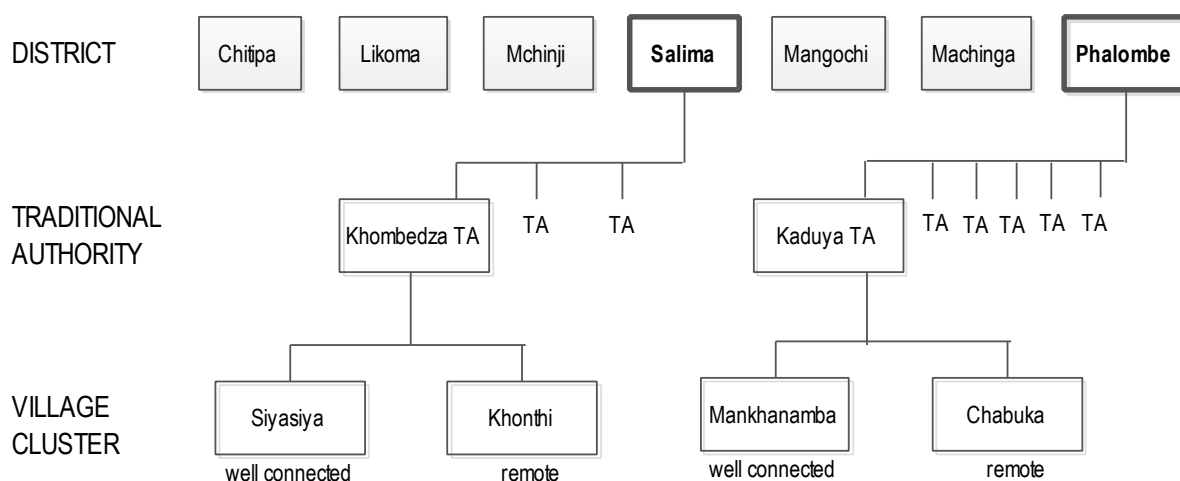 DISTRICT
Chitipa
Likoma
Mchinji
Salima
Mangochi
Machinga
Phalombe
TRADITIONAL
AUTHORITY
Khombedza TA
TA
TA
Kaduya TA
TA
TA
TA
TA
TA
VILLAGE
CLUSTER
Siyasiya
Khonthi
Mankhanamba
Chabuka
well connected
remote
well connected
remote